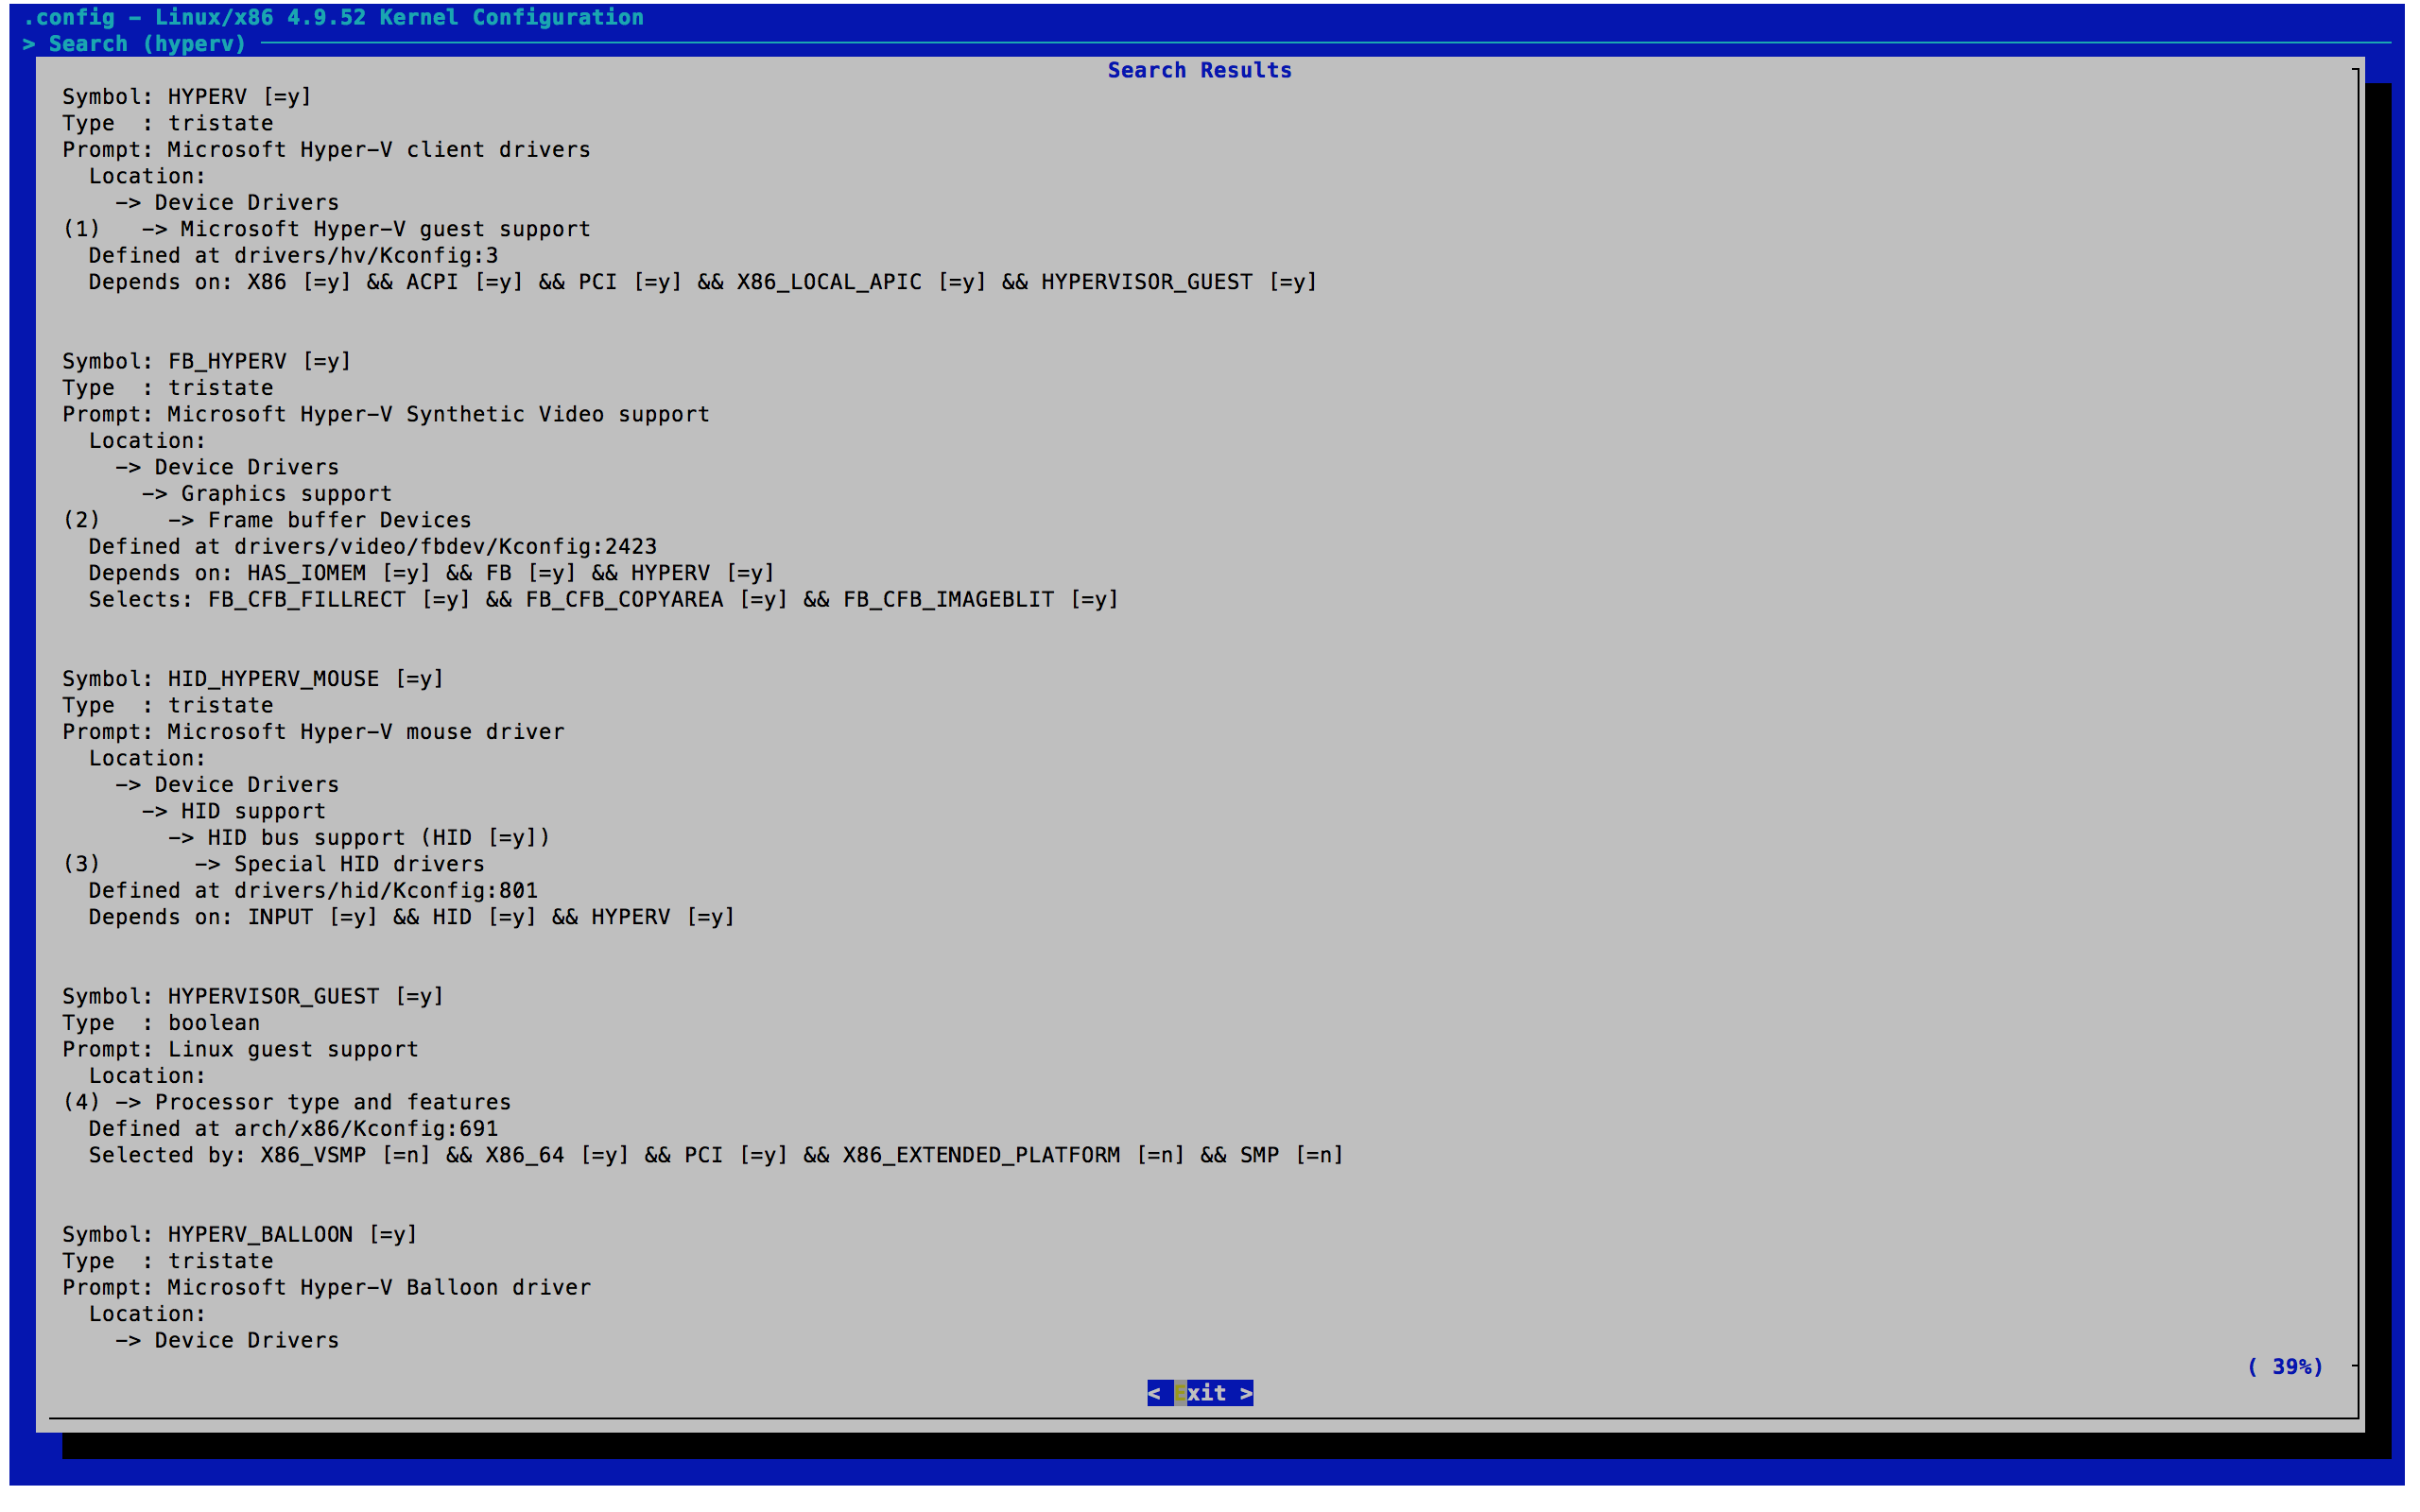 .config - Linux/x86 4.9.52 Kernel Configuration
> Search (hyperv)
Search Results
Symbol: HYPERV [=y]
Type  : tristate
Prompt: Microsoft Hyper-V client drivers
  Location:
    -> Device Drivers
(1)   -> Microsoft Hyper-V guest support
  Defined at drivers/hv/Kconfig:3
  Depends on: X86 [=y] && ACPI [=y] && PCI [=y] && X86_LOCAL_APIC [=y] && HYPERVISOR_GUEST [=y]
Symbol: FB_HYPERV [=y]
Type  : tristate
Prompt: Microsoft Hyper-V Synthetic Video support
  Location:
    -> Device Drivers
      -> Graphics support
(2)     -> Frame buffer Devices
  Defined at drivers/video/fbdev/Kconfig:2423
  Depends on: HAS_IOMEM [=y] && FB [=y] && HYPERV [=y]
  Selects: FB_CFB_FILLRECT [=y] && FB_CFB_COPYAREA [=y] && FB_CFB_IMAGEBLIT [=y]
Symbol: HID_HYPERV_MOUSE [=y]
Type  : tristate
Prompt: Microsoft Hyper-V mouse driver
  Location:
    -> Device Drivers
      -> HID support
        -> HID bus support (HID [=y])
(3)       -> Special HID drivers
  Defined at drivers/hid/Kconfig:801
  Depends on: INPUT [=y] && HID [=y] && HYPERV [=y]
Symbol: HYPERVISOR_GUEST [=y]
Type  : boolean
Prompt: Linux guest support
  Location:
(4) -> Processor type and features
  Defined at arch/x86/Kconfig:691
  Selected by: X86_VSMP [=n] && X86_64 [=y] && PCI [=y] && X86_EXTENDED_PLATFORM [=n] && SMP [=n]
Symbol: HYPERV_BALLOON [=y]
Type  : tristate
Prompt: Microsoft Hyper-V Balloon driver
  Location:
    -> Device Drivers
( 39%)
< Exit >